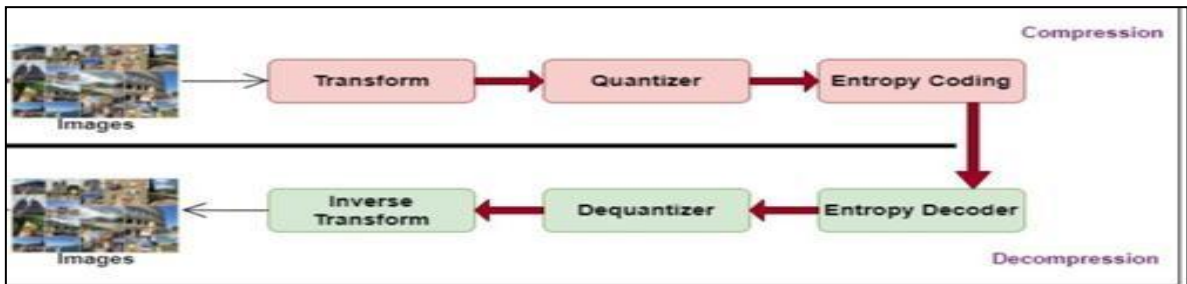 Compression
Transform
Quantizer
Entropy Coding
Images
Inverse
Transform
Dequantizer
Entropy Decoder
Images
Decompression